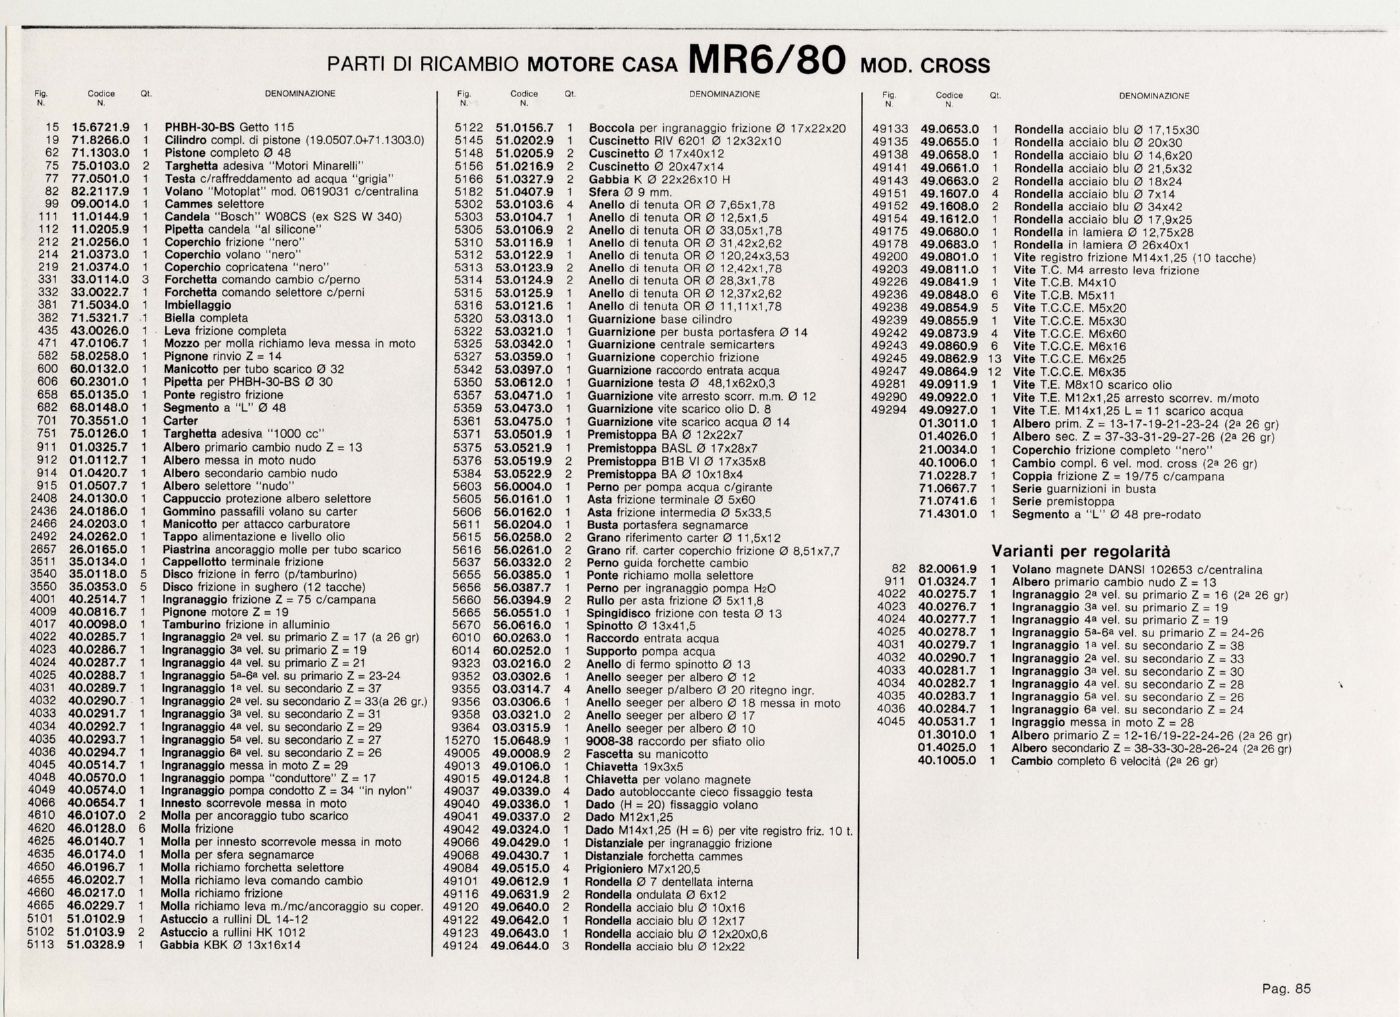 PARTI DI RICAMBIO MOTORE CASA MR6/80 MOD. CROSS
Fig. N. Codice N. Qt. DENOMINAZIONE
15 15.6721.9 1 PHBH-30-BS Getto 115
19 71.8266.0 1 Cilindro compl. di pistone (19.0507.0+71.1303.0)
62 71.1303.0 1 Pistone completo Ø 48
75 75.0103.0 2 Targhetta adesiva "Motori Minarelli"
77 77.0501.0 1 Testa c/raffreddamento ad acqua "grigia"
82 82.2117.9 1 Volano "Motoplat" mod. 0619031 c/centralina
99 09.0014.0 1 Cammes selettore
111 11.0144.9 1 Candela "Bosch" W08CS (ex S2S W 340)
112 11.0205.9 1 Pipetta candela "al silicone"
212 21.0256.0 1 Coperchio frizione "nero"
214 21.0373.0 1 Coperchio volano "nero"
219 21.0374.0 1 Coperchio copricatena "nero"
331 33.0114.0 3 Forchetta comando cambio c/perno
332 33.0022.7 1 Forchetta comando selettore c/perni
381 71.5034.0 1 Imbiellaggio
382 71.5321.7 1 Biella completa
435 43.0026.0 1 Leva frizione completa
471 47.0106.7 1 Mozzo per molla richiamo leva messa in moto
582 58.0258.0 1 Pignone rinvio Z = 14
600 60.0132.0 1 Manicotto per tubo scarico Ø 32
606 60.2301.0 1 Pipetta per PHBH-30-BS Ø 30
658 65.0135.0 1 Ponte registro frizione
682 68.0148.0 1 Segmento a "L" Ø 48
701 70.3551.0 1 Carter
751 75.0126.0 1 Targhetta adesiva "1000 cc"
911 01.0325.7 1 Albero primario cambio nudo Z = 13
912 01.0112.7 1 Albero messa in moto nudo
914 01.0420.7 1 Albero secondario cambio nudo
915 01.0507.7 1 Albero selettore "nudo"
2408 24.0130.0 1 Cappuccio protezione albero selettore
2436 24.0186.0 1 Gommino passafili volano su carter
2466 24.0203.0 1 Manicotto per attacco carburatore
2492 24.0262.0 1 Tappo alimentazione e livello olio
2657 26.0165.0 1 Piastrina ancoraggio molle per tubo scarico
3511 35.0134.0 1 Cappellotto terminale frizione
3540 35.0118.0 5 Disco frizione in ferro (p/tamburino)
3550 35.0353.0 5 Disco frizione in sughero (12 tacche)
4001 40.2514.7 1 Ingranaggio frizione Z = 75 c/campana
4009 40.0816.7 1 Pignone motore Z = 19
4017 40.0098.0 1 Tamburino frizione in alluminio
4022 40.0285.7 1 Ingranaggio 2ª vel. su primario Z = 17 (a 26 gr)
4023 40.0286.7 1 Ingranaggio 3ª vel. su primario Z = 19
4024 40.0287.7 1 Ingranaggio 4ª vel. su primario Z = 21
4025 40.0288.7 1 Ingranaggio 5ª-6ª vel. su primario Z = 23-24
4031 40.0289.7 1 Ingranaggio 1ª vel. su secondario Z = 37
4032 40.0290.7 1 Ingranaggio 2ª vel. su secondario Z = 33(a 26 gr.)
4033 40.0291.7 1 Ingranaggio 3ª vel. su secondario Z = 31
4034 40.0292.7 1 Ingranaggio 4ª vel. su secondario Z = 29
4035 40.0293.7 1 Ingranaggio 5ª vel. su secondario Z = 27
4036 40.0294.7 1 Ingranaggio 6ª vel. su secondario Z = 26
4045 40.0514.7 1 Ingranaggio messa in moto Z = 29
4048 40.0570.0 1 Ingranaggio pompa "conduttore" Z = 17
4049 40.0574.0 1 Ingranaggio pompa condotto Z = 34 "in nylon"
4066 40.0654.7 1 Innesto scorrevole messa in moto
4610 46.0107.0 2 Molla per ancoraggio tubo scarico
4620 46.0128.0 6 Molla frizione
4625 46.0140.7 1 Molla per innesto scorrevole messa in moto
4635 46.0174.0 1 Molla per sfera segnamarce
4650 46.0196.7 1 Molla richiamo forchetta selettore
4655 46.0202.7 1 Molla richiamo leva comando cambio
4660 46.0217.0 1 Molla richiamo frizione
4665 46.0229.7 1 Molla richiamo leva m./mc/ancoraggio su coper.
5101 51.0102.9 1 Astuccio a rullini DL 14-12
5102 51.0103.9 2 Astuccio a rullini HK 1012
5113 51.0328.9 1 Gabbia KBK Ø 13x16x14
Fig. N. Codice N. Qt. DENOMINAZIONE
5122 51.0156.7 1 Boccola per ingranaggio frizione Ø 17x22x20
5145 51.0202.9 1 Cuscinetto RIV 6201 Ø 12x32x10
5148 51.0205.9 2 Cuscinetto Ø 17x40x12
5156 51.0216.9 2 Cuscinetto Ø 20x47x14
5166 51.0327.9 2 Gabbia K Ø 22x26x10 H
5182 51.0407.9 1 Sfera Ø 9 mm.
5302 53.0103.6 4 Anello di tenuta OR Ø 7,65x1,78
5303 53.0104.7 1 Anello di tenuta OR Ø 12,5x1,5
5305 53.0106.9 2 Anello di tenuta OR Ø 33,05x1,78
5310 53.0116.9 1 Anello di tenuta OR Ø 31,42x2,62
5312 53.0122.9 1 Anello di tenuta OR Ø 120,24x3,53
5313 53.0123.9 2 Anello di tenuta OR Ø 12,42x1,78
5314 53.0124.9 2 Anello di tenuta OR Ø 28,3x1,78
5315 53.0125.9 1 Anello di tenuta OR Ø 12,37x2,62
5316 53.0121.6 1 Anello di tenuta OR Ø 11,11x1,78
5320 53.0313.0 1 Guarnizione base cilindro
5322 53.0321.0 1 Guarnizione per busta portasfera Ø 14
5325 53.0342.0 1 Guarnizione centrale semicarters
5327 53.0359.0 1 Guarnizione coperchio frizione
5342 53.0397.0 1 Guarnizione raccordo entrata acqua
5350 53.0612.0 1 Guarnizione testa Ø 48,1x62x0,3
5357 53.0471.0 1 Guarnizione vite arresto scorr. m.m. Ø 12
5359 53.0473.0 1 Guarnizione vite scarico olio D. 8
5361 53.0475.0 1 Guarnizione vite scarico acqua Ø 14
5371 53.0501.9 1 Premistoppa BA Ø 12x22x7
5375 53.0521.9 1 Premistoppa BASL Ø 17x28x7
5376 53.0519.9 2 Premistoppa B1B VI Ø 17x35x8
5384 53.0522.9 2 Premistoppa BA Ø 10x18x4
5603 56.0004.0 1 Perno per pompa acqua c/girante
5605 56.0161.0 1 Asta frizione terminale Ø 5x60
5606 56.0162.0 1 Asta frizione intermedia Ø 5x33,5
5611 56.0204.0 1 Busta portasfera segnamarce
5615 56.0258.0 2 Grano riferimento carter Ø 11,5x12
5616 56.0261.0 2 Grano rif. carter coperchio frizione Ø 8,51x7,7
5637 56.0332.0 2 Perno guida forchette cambio
5655 56.0385.0 1 Ponte richiamo molla selettore
5656 56.0387.7 1 Perno per ingranaggio pompa H2O
5660 56.0394.9 2 Rullo per asta frizione Ø 5x11,8
5665 56.0551.0 1 Spingidisco frizione con testa Ø 13
5670 56.0616.0 1 Spinotto Ø 13x41,5
6010 60.0263.0 1 Raccordo entrata acqua
6014 60.0252.0 1 Supporto pompa acqua
9323 03.0216.0 2 Anello di fermo spinotto Ø 13
9352 03.0302.6 1 Anello seeger per albero Ø 12
9355 03.0314.7 4 Anello seeger p/albero Ø 20 ritegno ingr.
9356 03.0306.6 1 Anello seeger per albero Ø 18 messa in moto
9358 03.0321.0 2 Anello seeger per albero Ø 17
9364 03.0315.9 1 Anello seeger per albero Ø 10
15270 15.0648.9 1 9008-38 raccordo per sfiato olio
49005 49.0008.9 2 Fascetta su manicotto
49013 49.0106.0 1 Chiavetta 19x3x5
49015 49.0124.8 1 Chiavetta per volano magnete
49037 49.0339.0 4 Dado autobloccante cieco fissaggio testa
49040 49.0336.0 1 Dado (H = 20) fissaggio volano
49041 49.0337.0 2 Dado M12x1,25
49042 49.0324.0 1 Dado M14x1,25 (H = 6) per vite registro friz. 10 t.
49066 49.0429.0 1 Distanziale per ingranaggio frizione
49068 49.0430.7 1 Distanziale forchetta cammes
49084 49.0515.0 4 Prigioniero M7x120,5
49101 49.0612.9 1 Rondella Ø 7 dentellata interna
49116 49.0631.9 2 Rondella ondulata Ø 6x12
49120 49.0640.0 2 Rondella acciaio blu Ø 10x16
49122 49.0642.0 1 Rondella acciaio blu Ø 12x17
49123 49.0643.0 1 Rondella acciaio blu Ø 12x20x0,6
49124 49.0644.0 3 Rondella acciaio blu Ø 12x22
Fig. N. Codice N. Qt. DENOMINAZIONE
49133 49.0653.0 1 Rondella acciaio blu Ø 17,15x30
49135 49.0655.0 1 Rondella acciaio blu Ø 20x30
49138 49.0658.0 1 Rondella acciaio blu Ø 14,6x20
49141 49.0661.0 1 Rondella acciaio blu Ø 21,5x32
49143 49.0663.0 2 Rondella acciaio blu Ø 18x24
49151 49.1607.0 4 Rondella acciaio blu Ø 7x14
49152 49.1608.0 2 Rondella acciaio blu Ø 34x42
49154 49.1612.0 1 Rondella acciaio blu Ø 17,9x25
49175 49.0680.0 1 Rondella in lamiera Ø 12,75x28
49178 49.0683.0 1 Rondella in lamiera Ø 26x40x1
49200 49.0801.0 1 Vite registro frizione M14x1,25 (10 tacche)
49203 49.0811.0 1 Vite T.C. M4 arresto leva frizione
49226 49.0841.9 1 Vite T.C.B. M4x10
49236 49.0848.0 6 Vite T.C.B. M5x11
49238 49.0854.9 5 Vite T.C.C.E. M5x20
49239 49.0855.9 1 Vite T.C.C.E. M5x30
49242 49.0873.9 4 Vite T.C.C.E. M6x60
49243 49.0860.9 6 Vite T.C.C.E. M6x16
49245 49.0862.9 13 Vite T.C.C.E. M6x25
49247 49.0864.9 12 Vite T.C.C.E. M6x35
49281 49.0911.9 1 Vite T.E. M8x10 scarico olio
49290 49.0922.0 1 Vite T.E. M12x1,25 arresto scorrev. m/moto
49294 49.0927.0 1 Vite T.E. M14x1,25 L = 11 scarico acqua
01.3011.0 1 Albero prim. Z = 13-17-19-21-23-24 (2ª 26 gr)
01.4026.0 1 Albero sec. Z = 37-33-31-29-27-26 (2ª 26 gr)
21.0034.0 1 Coperchio frizione completo "nero"
40.1006.0 1 Cambio compl. 6 vel. mod. cross (2ª 26 gr)
71.0228.7 1 Coppia frizione Z = 19/75 c/campana
71.0667.7 1 Serie guarnizioni in busta
71.0741.6 1 Serie premistoppa
71.4301.0 1 Segmento a "L" Ø 48 pre-rodato
Varianti per regolarità
82 82.0061.9 1 Volano magnete DANSI 102653 c/centralina
911 01.0324.7 1 Albero primario cambio nudo Z = 13
4022 40.0275.7 1 Ingranaggio 2ª vel. su primario Z = 16 (2ª 26 gr)
4023 40.0276.7 1 Ingranaggio 3ª vel. su primario Z = 19
4024 40.0277.7 1 Ingranaggio 4ª vel. su primario Z = 19
4025 40.0278.7 1 Ingranaggio 5ª-6ª vel. su primario Z = 24-26
4031 40.0279.7 1 Ingranaggio 1ª vel. su secondario Z = 38
4032 40.0290.7 1 Ingranaggio 2ª vel. su secondario Z = 33
4033 40.0281.7 1 Ingranaggio 3ª vel. su secondario Z = 30
4034 40.0282.7 1 Ingranaggio 4ª vel. su secondario Z = 28
4035 40.0283.7 1 Ingranaggio 5ª vel. su secondario Z = 26
4036 40.0284.7 1 Ingranaggio 6ª vel. su secondario Z = 24
4045 40.0531.7 1 Ingraggio messa in moto Z = 28
01.3010.0 1 Albero primario Z = 12-16/19-22-24-26 (2ª 26 gr)
01.4025.0 1 Albero secondario Z = 38-33-30-28-26-24 (2ª 26 gr)
40.1005.0 1 Cambio completo 6 velocità (2ª 26 gr)
Pag. 85